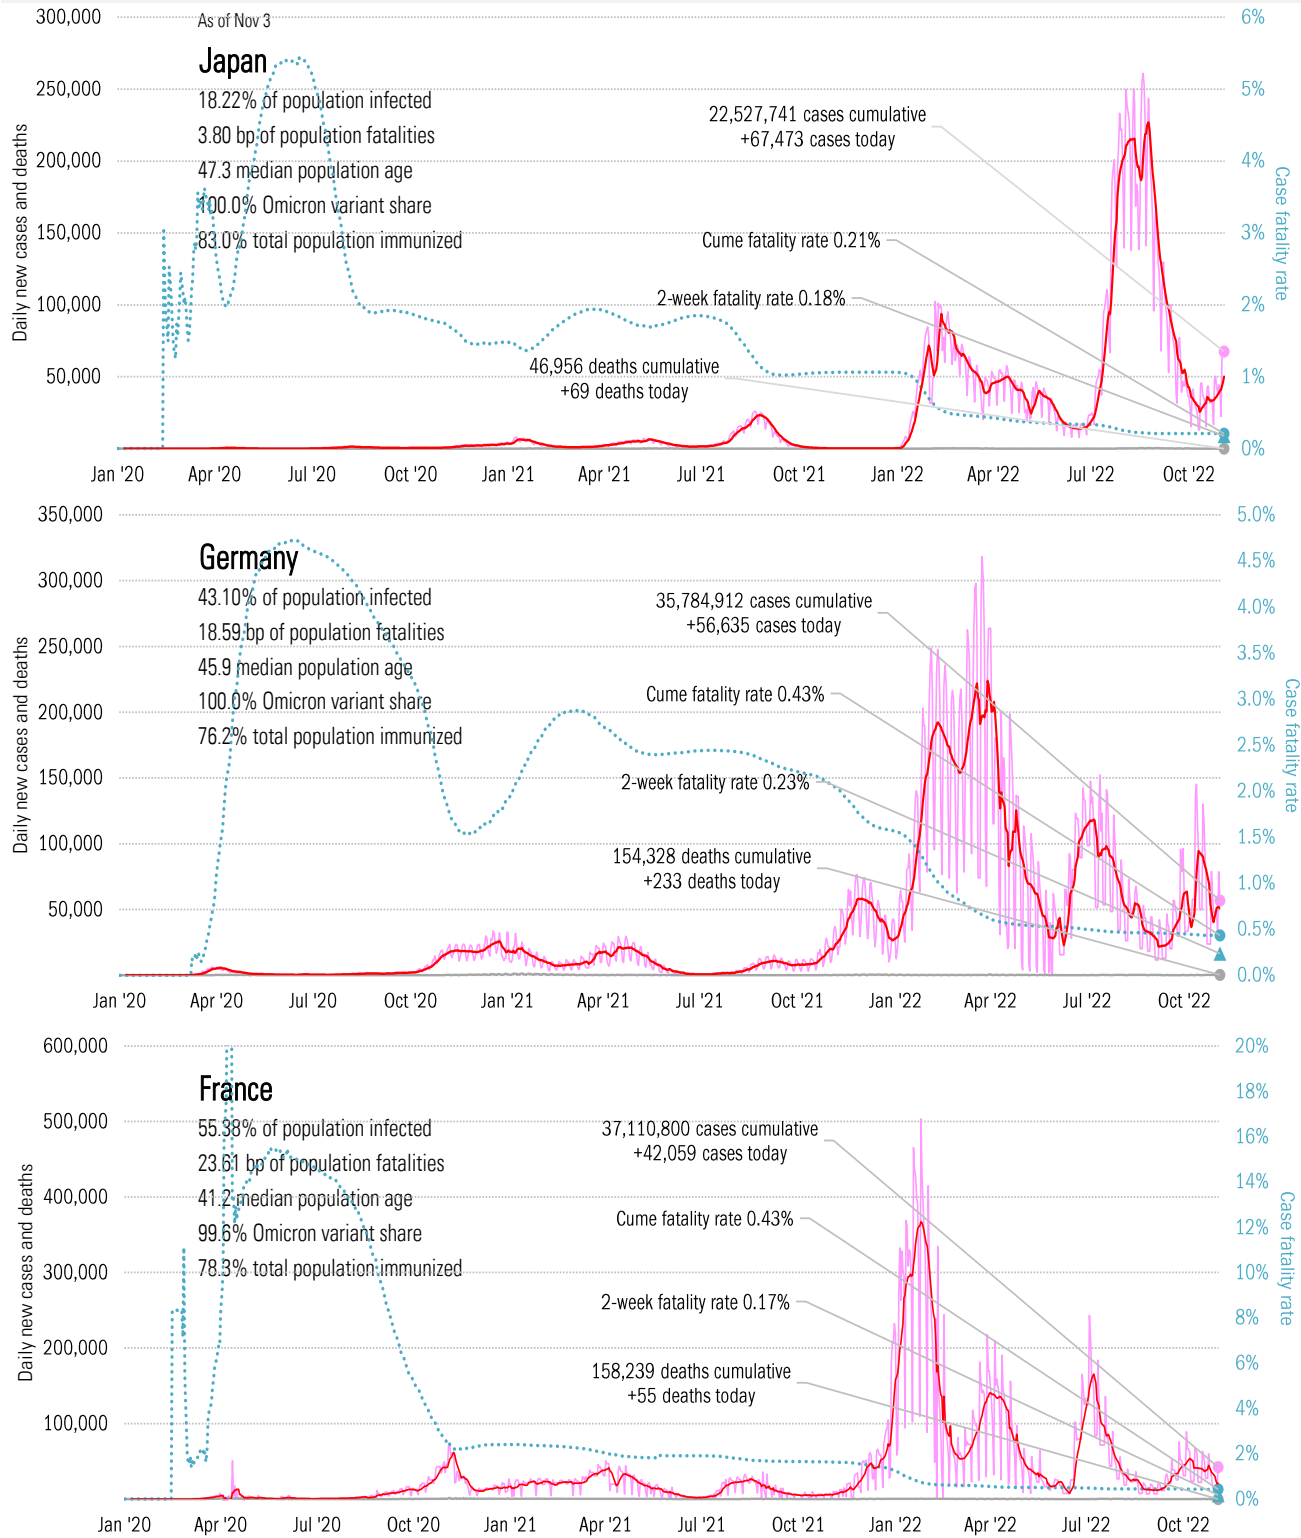 300,000
As of Nov 3
6%
Japan
250,000
5%
18.22% of population infected
3.80 bp of population fatalities
47.3 median population age
100.0% Omicron variant share
83.0% total population immunized
22,527,741 cases cumulative
+67,473 cases today
200,000
4%
150,000
3%
Cume fatality rate 0.21%
2-week fatality rate 0.18%
100,000
2%
46,956 deaths cumulative
+69 deaths today
50,000
1%
0%
Daily new cases and deaths
Case fatality rate
Jan '20 Apr '20 Jul '20 Oct '20 Jan '21 Apr '21 Jul '21 Oct '21 Jan '22 Apr '22 Jul '22 Oct '22
350,000
5.0%
Germany
300,000
4.5%
43.10% of population infected
18.59 bp of population fatalities
45.9 median population age
100.0% Omicron variant share
76.2% total population immunized
35,784,912 cases cumulative
+56,635 cases today
4.0%
250,000
3.5%
Cume fatality rate 0.43%
200,000
3.0%
2.5%
2-week fatality rate 0.23%
150,000
2.0%
1.5%
100,000
154,328 deaths cumulative
+233 deaths today
1.0%
50,000
0.5%
0.0%
Daily new cases and deaths
Case fatality rate
Jan '20 Apr '20 Jul '20 Oct '20 Jan '21 Apr '21 Jul '21 Oct '21 Jan '22 Apr '22 Jul '22 Oct '22
600,000
20%
France
18%
500,000
55.38% of population infected
23.61 bp of population fatalities
41.2 median population age
99.6% Omicron variant share
78.3% total population immunized
37,110,800 cases cumulative
+42,059 cases today
16%
14%
400,000
Cume fatality rate 0.43%
12%
300,000
10%
2-week fatality rate 0.17%
8%
200,000
6%
158,239 deaths cumulative
+55 deaths today
4%
100,000
2%
0%
Daily new cases and deaths
Case fatality rate
Jan '20 Apr '20 Jul '20 Oct '20 Jan '21 Apr '21 Jul '21 Oct '21 Jan '22 Apr '22 Jul '22 Oct '22